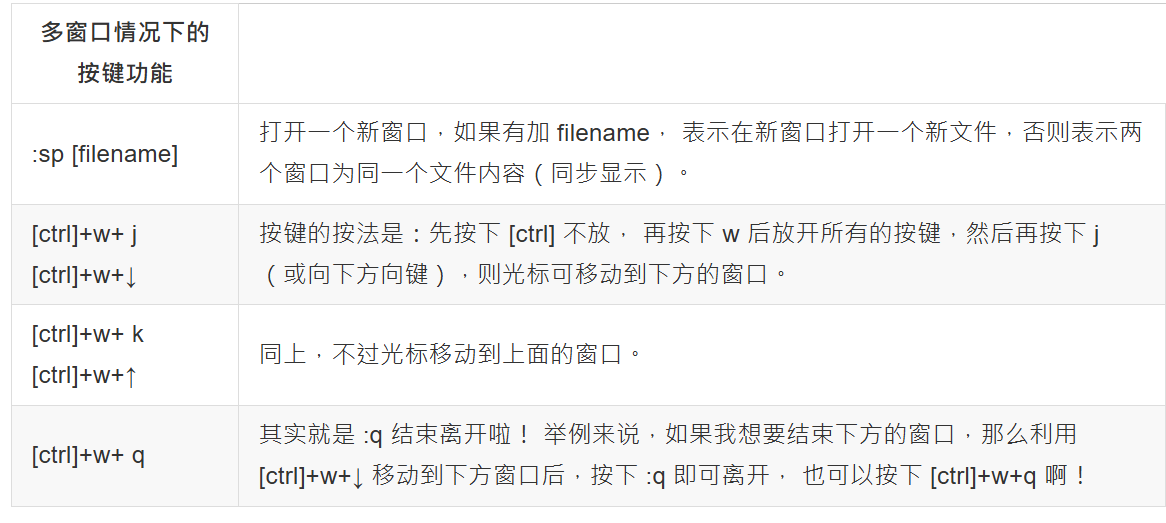 多窗口情况下的
按键功能
:sp [filename]
打开一个新窗口，如果有加 filename， 表示在新窗口打开一个新文件，否则表示两
个窗口为同一个文件内容（同步显示）。
[ctrl]+w+ j
[ctrl]+w+↓
按键的按法是：先按下 [ctrl] 不放， 再按下 w 后放开所有的按键，然后再按下 j
（或向下方向键），则光标可移动到下方的窗口。
[ctrl]+w+ k
[ctrl]+w+↑
同上，不过光标移动到上面的窗口。
[ctrl]+w+ q
其实就是 :q 结束离开啦！ 举例来说，如果我想要结束下方的窗口，那么利用
[ctrl]+w+↓ 移动到下方窗口后，按下 :q 即可离开， 也可以按下 [ctrl]+w+q 啊！